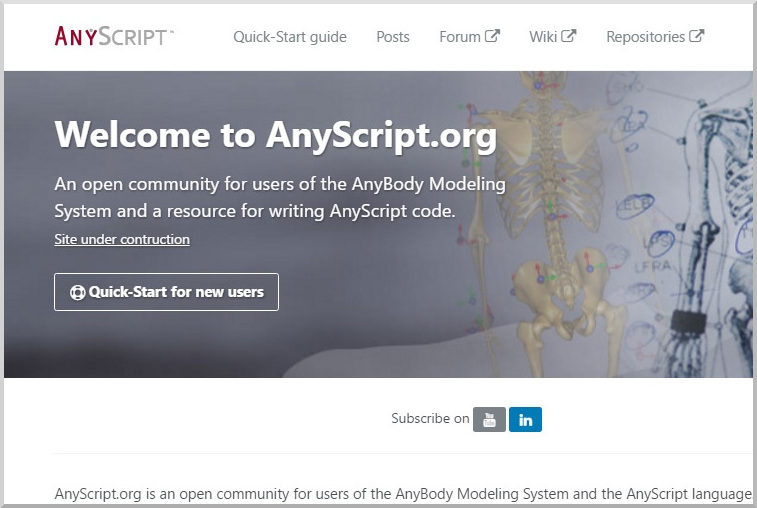 ANYSCRIPT™
Quick-Start guide Posts Forum Wiki Repositories
Welcome to AnyScript.org
An open community for users of the AnyBody Modeling
System and a resource for writing AnyScript code.
Site under contruction
Quick-Start for new users
LFRA
Subscribe on You Tube in
AnyScript.org is an open community for users of the AnyBody Modeling System and the AnyScript language